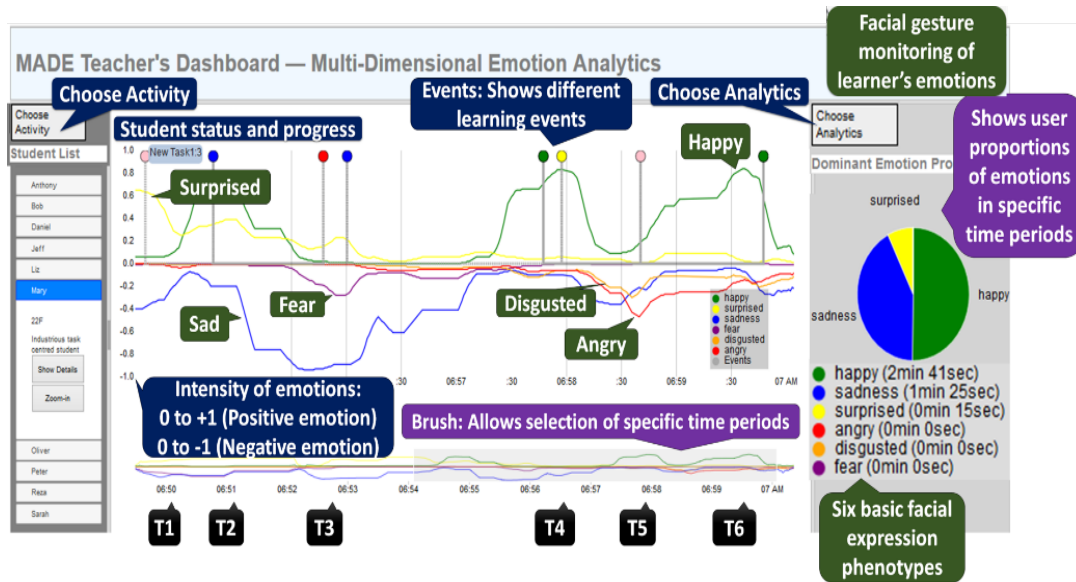 Facial gesture
monitoring of
learner's emotions
MADE Teacher's Dashboard — Multi-Dimensional Emotion Analytics
Choose
Activity
Choose Activity
Student status and progress
Events: Shows different
learning events
Choose Analytics
Choose
Analytics
Shows user
proportions
of emotions
in specific
time periods
Student List
Anthony
Bob
Daniel
Jeff
Liz
Mary
22F
Industrious task
centred student
Show Details
Zoom-in
Oliver
Peter
Reza
Sarah
1.0
0.8
0.6
0.4
0.2
0.0
-0.2
-0.4
-0.6
-0.8
-1.0
New Task1:3
Surprised
Happy
Sad
Fear
Disgusted
Angry
happy
surprised
sadness
fear
disgusted
angry
Events
:30
06:57
:30
06:58
:30
06:59
:30
07 AM
Intensity of emotions:
0 to +1 (Positive emotion)
0 to -1 (Negative emotion)
Brush: Allows selection of specific time periods
06:50
06:51
06:52
06:53
06:54
06:55
06:56
06:57
06:58
06:59
07 AM
T1
T2
T3
T4
T5
T6
Dominant Emotion Pro
surprised
happy
sadness
happy (2min 41sec)
sadness (1min 25sec)
surprised (0min 15sec)
angry (0min 0sec)
disgusted (0min 0sec)
fear (0min 0sec)
Six basic facial
expression
phenotypes